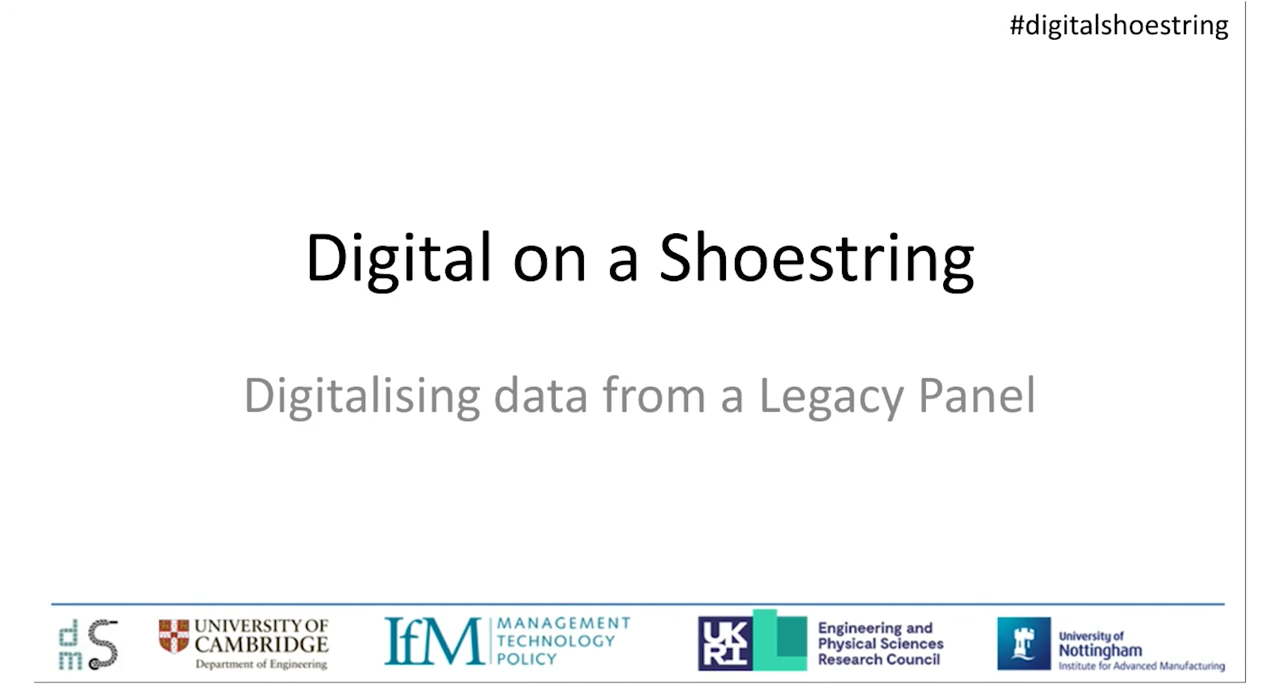 #digitalshoestring
Digital on a Shoestring
Digitalising data from a Legacy Panel
d
m S
UNIVERSITY OF
CAMBRIDGE
Department of Engineering
IfM
MANAGEMENT
TECHNOLOGY
POLICY
UK
RI
Engineering and
Physical Sciences
Research Council
University of
Nottingham
Institute for Advanced Manufacturing